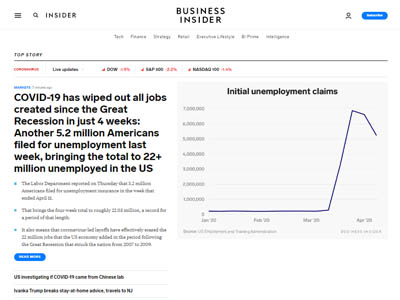 INSIDER
BUSINESS
INSIDER
Subscribe
Tech Finance Strategy Retail Executive Lifestyle BI Prime Intelligence
TOP STORY
CORONAVIRUS Live updates DOW S&P 500 -2.2% NASDAQ 100
MARKETS
COVID-19 has wiped out all jobs
created since the Great
Recession in just 4 weeks:
Another 5.2 million Americans
filed for unemployment last
week, bringing the total to 22+
million unemployed in the US
The Labor Department reported on Thursday that 5.2 million
Americans filed for unemployment insurance in the week that
ended April 11.
That brings the four-week total to roughly 22.03 million, a record for
a period of that length.
It also means that coronavirus-led layoffs have effectively erased the
22 million jobs that the US economy added in the period following
the Great Recession that struck the nation from 2007 to 2009.
READ NEWS
US investigating if COVID-19 came from Chinese lab
Ivanka Trump breaks stay-at-home advice, travels to NJ
Initial unemployment claims
7,000,000
6,000,000
5,000,000
4,000,000
3,000,000
2,000,000
1,000,000
0
Jan '20 Feb '20 Mar '20 Apr '20
Source: US Employment and Training Administration BUSINESS INSIDER